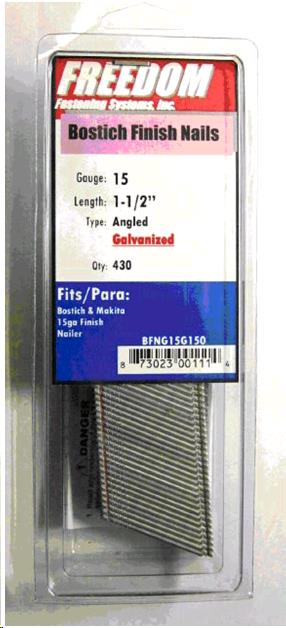 FREEDOM
Fastening Systems, Inc.
Bostich Finish Nails
Gauge: 15
Length: 1-1/2"
Type: Angled
Galvanized
Qty: 430
Fits/Para:
Bostich & Makita
15ga Finish
Nailer
BFNG15G150
8 73023 00111 4
DANGER